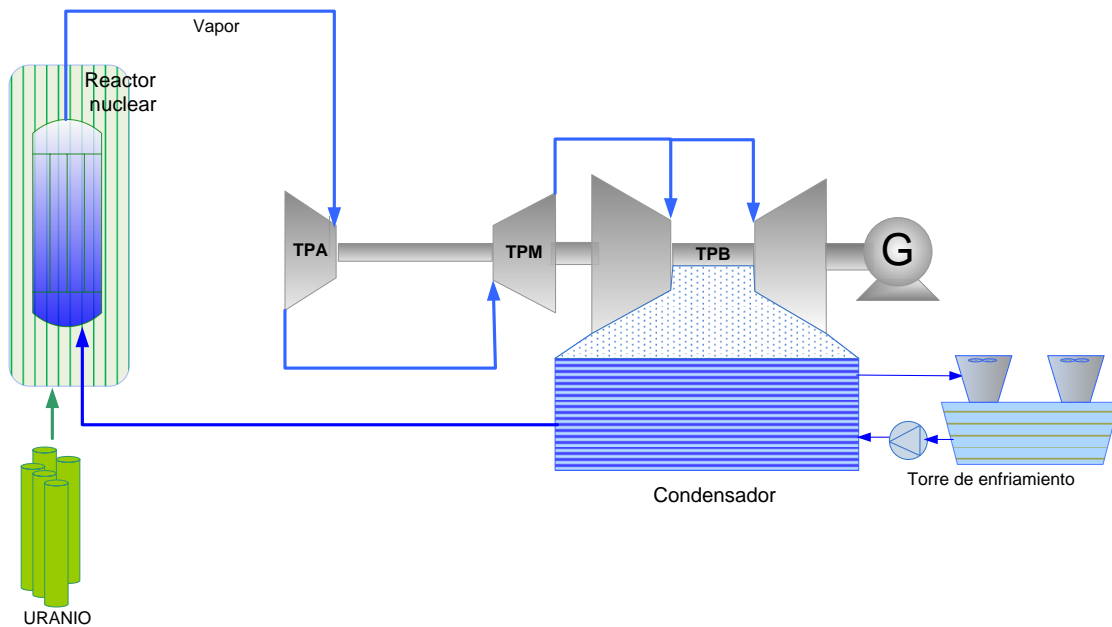 Vapor
Reactor
nuclear
TPA
TPM
TPB
G
Torre de enfriamiento
Condensador
URANIO